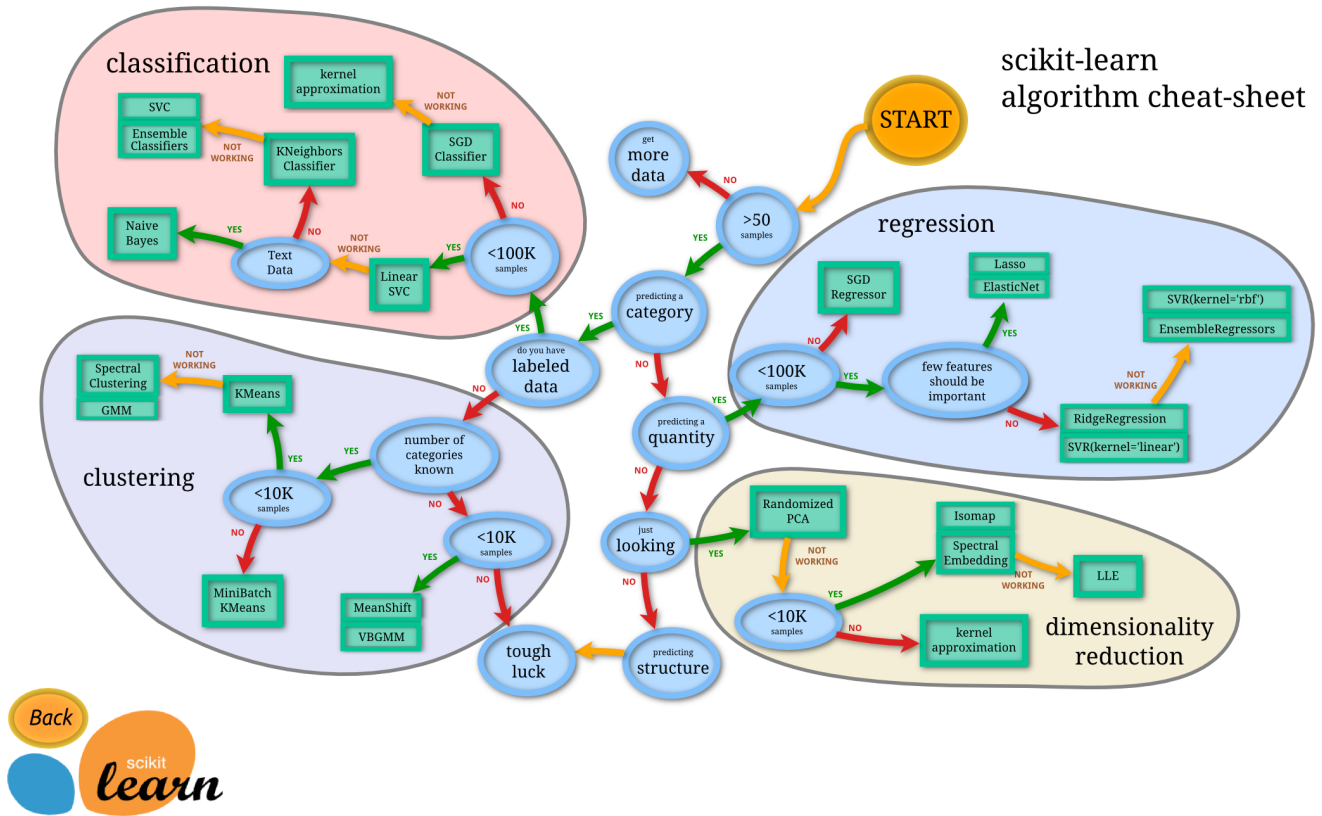 scikit-learn
algorithm cheat-sheet
START
get
more
data
NO
>50
samples
YES
predicting a
category
YES
NO
do you have
labeled
data
YES
NO
predicting a
quantity
YES
NO
just
looking
YES
NO
predicting
structure
tough
luck
classification
kernel
approximation
NOT
WORKING
SGD
Classifier
NO
<100K
samples
YES
Linear
SVC
NOT
WORKING
Text
Data
YES
Naive
Bayes
NO
KNeighbors
Classifier
NOT
WORKING
SVC
Ensemble
Classifiers
regression
<100K
samples
NO
SGD
Regressor
YES
few features
should be
important
YES
Lasso
ElasticNet
NO
RidgeRegression
SVR(kernel='linear')
NOT
WORKING
SVR(kernel='rbf')
EnsembleRegressors
clustering
number of
categories
known
YES
NO
<10K
samples
YES
KMeans
NOT
WORKING
Spectral
Clustering
GMM
NO
MiniBatch
KMeans
<10K
samples
YES
MeanShift
VBGMM
NO
dimensionality
reduction
Randomized
PCA
NOT
WORKING
<10K
samples
YES
Isomap
Spectral
Embedding
NOT
WORKING
LLE
NO
kernel
approximation
Back
scikit
learn